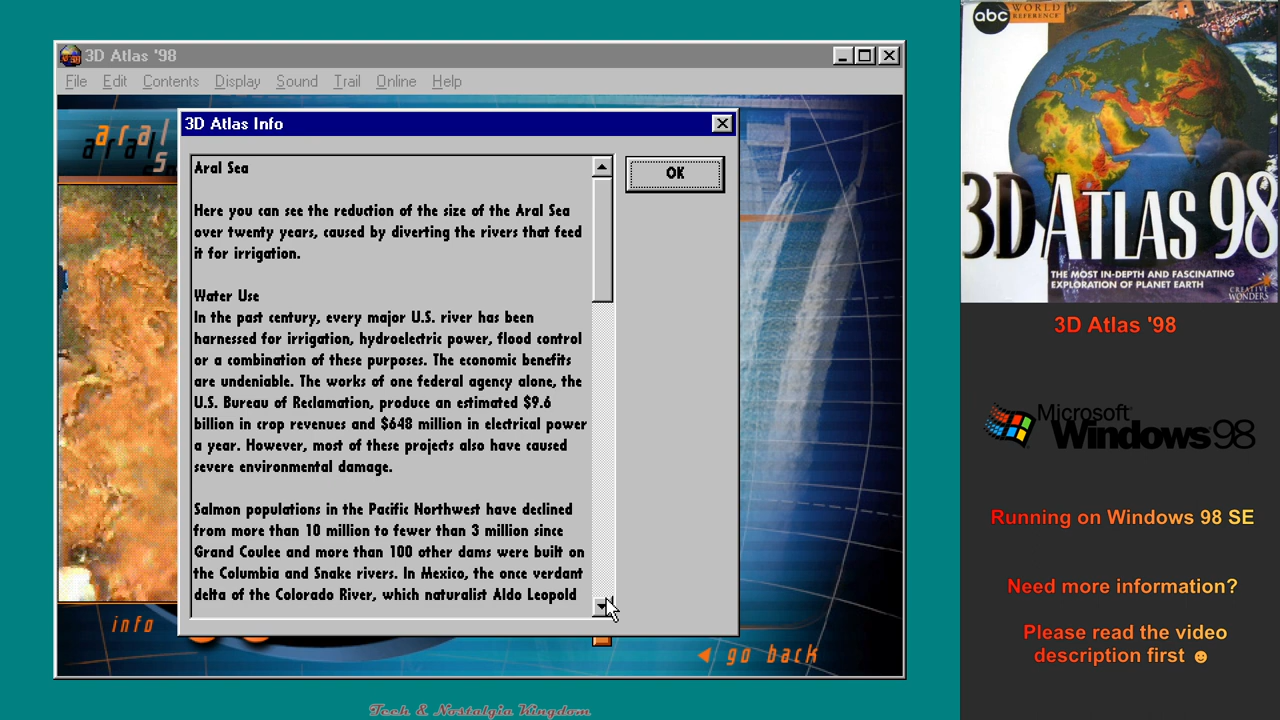 3D Atlas '98
File Edit Contents Display Sound Trail Online Help
aral
s
3D Atlas Info
Aral Sea
Here you can see the reduction of the size of the Aral Sea
over twenty years, caused by diverting the rivers that feed
it for irrigation.
Water Use
In the past century, every major U.S. river has been
harnessed for irrigation, hydroelectric power, flood control
or a combination of these purposes. The economic benefits
are undeniable. The works of one federal agency alone, the
U.S. Bureau of Reclamation, produce an estimated $9.6
billion in crop revenues and $648 million in electrical power
a year. However, most of these projects also have caused
severe environmental damage.
Salmon populations in the Pacific Northwest have declined
from more than 10 million to fewer than 3 million since
Grand Coulee and more than 100 other dams were built on
the Columbia and Snake rivers. In Mexico, the once verdant
delta of the Colorado River, which naturalist Aldo Leopold
OK
info
go back
Tech & Nostalgia Kingdom
abc WORLD
REFERENCE
3D ATLAS 98
THE MOST IN-DEPTH AND FASCINATING
EXPLORATION OF PLANET EARTH
CREATIVE
WONDERS
3D Atlas '98
Microsoft
Windows 98
Running on Windows 98 SE
Need more information?
Please read the video
description first ☻